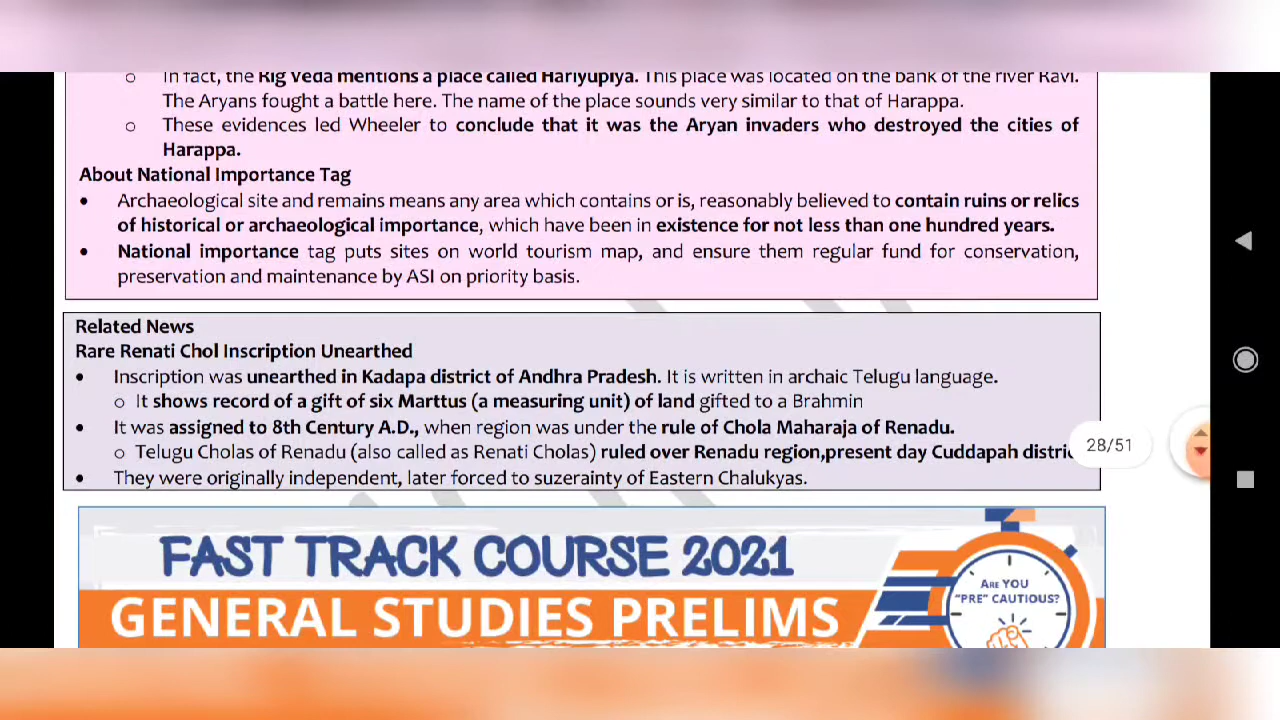 o In fact, the Rig Veda mentions a place called Hariyupiya. This place was located on the bank of the river Ravi.
The Aryans fought a battle here. The name of the place sounds very similar to that of Harappa.
o These evidences led Wheeler to conclude that it was the Aryan invaders who destroyed the cities of
Harappa.
About National Importance Tag
• Archaeological site and remains means any area which contains or is, reasonably believed to contain ruins or relics
of historical or archaeological importance, which have been in existence for not less than one hundred years.
• National importance tag puts sites on world tourism map, and ensure them regular fund for conservation,
preservation and maintenance by ASI on priority basis.
Related News
Rare Renati Chol Inscription Unearthed
• Inscription was unearthed in Kadapa district of Andhra Pradesh. It is written in archaic Telugu language.
o It shows record of a gift of six Marttus (a measuring unit) of land gifted to a Brahmin
• It was assigned to 8th Century A.D., when region was under the rule of Chola Maharaja of Renadu.
o Telugu Cholas of Renadu (also called as Renati Cholas) ruled over Renadu region,present day Cuddapah distric
• They were originally independent, later forced to suzerainty of Eastern Chalukyas.
28/51
FAST TRACK COURSE 2021
GENERAL STUDIES PRELIMS
ARE YOU
"PRE" CAUTIOUS?